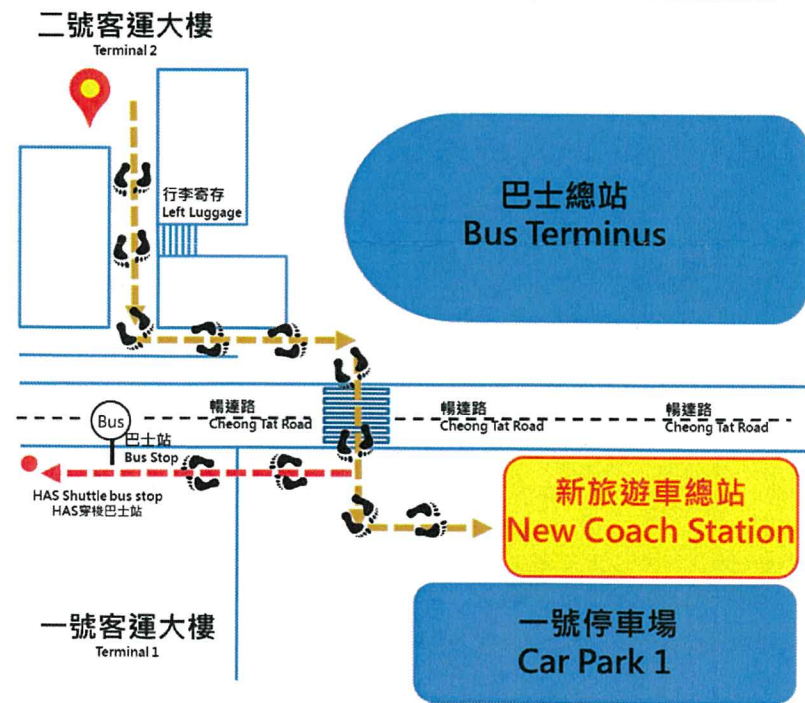 二號客運大樓
Terminal 2
行李寄存
Left Luggage
巴士總站
Bus Terminus
暢達路
Cheong Tat Road
暢達路
Cheong Tat Road
暢達路
Cheong Tat Road
Bus
巴士站
Bus Stop
HAS Shuttle bus stop
HAS穿梭巴士站
新旅遊車總站
New Coach Station
一號客運大樓
Terminal 1
一號停車場
Car Park 1